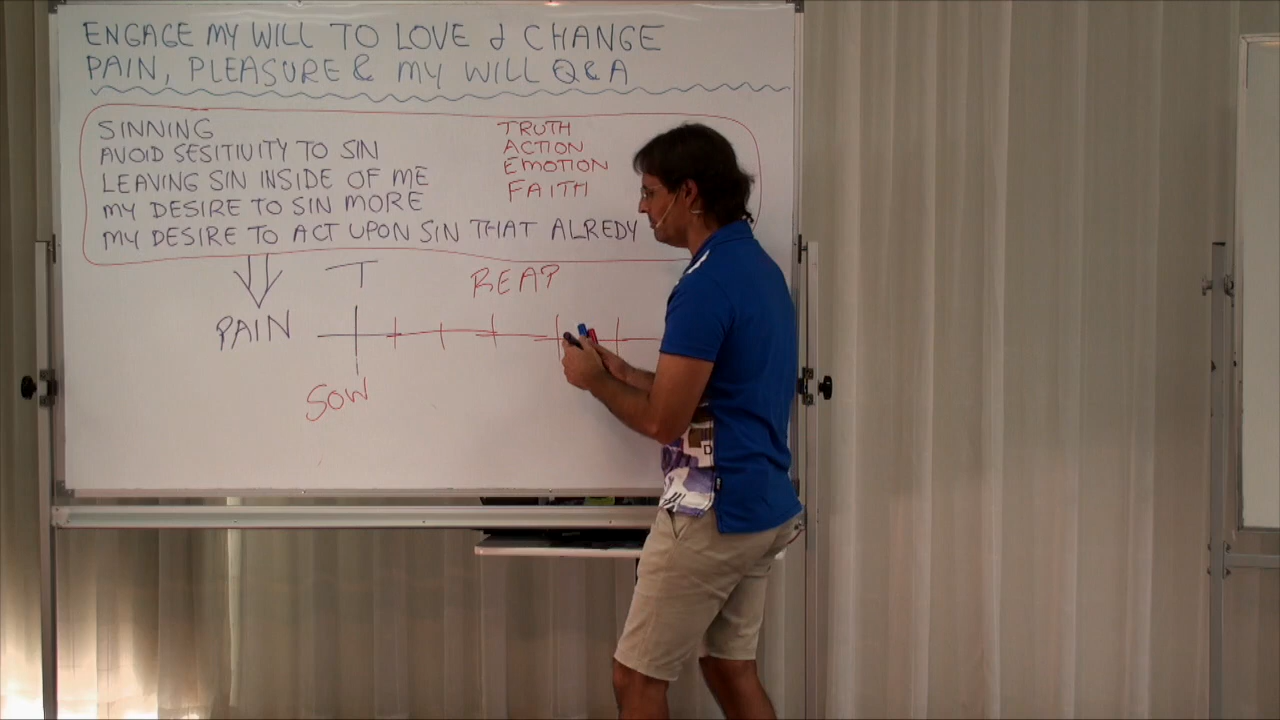 ENGAGE MY WILL TO LOVE & CHANGE
PAIN, PLEASURE & MY WILL Q&A
SINNING
AVOID SESITIVITY TO SIN
LEAVING SIN INSIDE OF ME
MY DESIRE TO SIN MORE
MY DESIRE TO ACT UPON SIN THAT ALREDY
TRUTH
ACTION
EMOTION
FAITH
T
REAP
PAIN
SOW